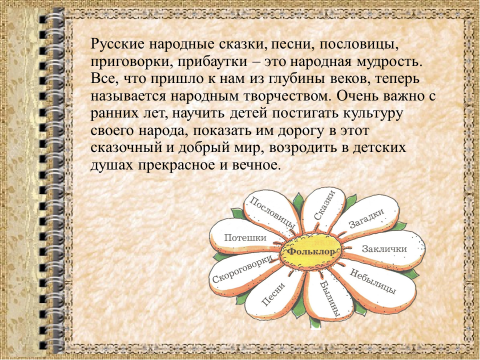 Русские народные сказки, песни, пословицы,
приговорки, прибаутки – это народная мудрость.
Все, что пришло к нам из глубины веков, теперь
называется народным творчеством. Очень важно с
ранних лет, научить детей постигать культуру
своего народа, показать им дорогу в этот
сказочный и добрый мир, возродить в детских
душах прекрасное и вечное.
Пословицы
Сказки
Загадки
Потешки
Заклички
Фольклор
Скороговорки
Небылицы
Песни
Былины